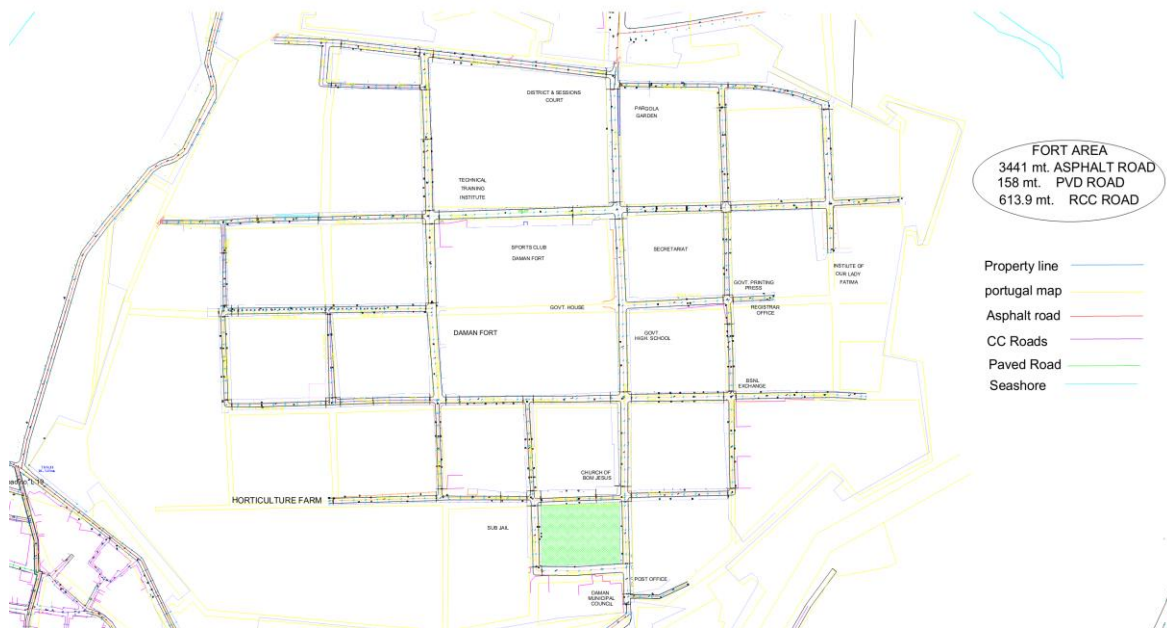 DISTRICT & SESSIONS
COURT
PARGOLA
GARDEN
FORT AREA
3441 mt. ASPHALT ROAD
158 mt. PVD ROAD
613.9 mt. RCC ROAD
TECHNICAL
TRAINING
INSTITUTE
SPORTS CLUB
DAMAN FORT
SECRETARIAT
INSTITUTE OF
OUR LADY
FATIMA
GOVT. PRINTING
PRESS
REGISTRAR
OFFICE
GOVT. HOUSE
DAMAN FORT
GOVT.
HIGH SCHOOL
BSNL
EXCHANGE
Property line
portugal map
Asphalt road
CC Roads
Paved Road
Seashore
CHURCH OF
BOM JESUS
HORTICULTURE FARM
SUB JAIL
POST OFFICE
DAMAN
MUNICIPAL
COUNCIL